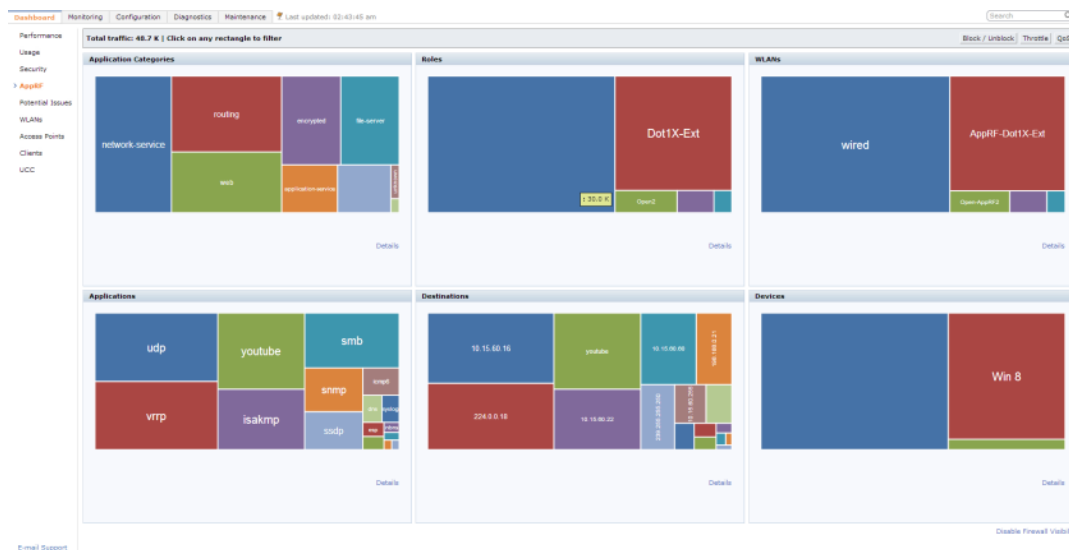 Dashboard Monitoring Configuration Diagnostics Maintenance Last updated: 02:43:45 am Search
Performance
Usage
Security
AppRF
Potential Issues
WLANs
Access Points
Clients
UCC
E-mail Support
Total traffic: 48.7 K | Click on any rectangle to filter
Block / Unblock Throttle QoS
Application Categories
network-service
routing
web
encrypted
file-server
application-service
Details
Roles
Dot1X-Ext
: 30.0 K
Open2
Details
WLANs
wired
AppRF-Dot1X-Ext
Open-AppRF2
Details
Applications
udp
vrrp
youtube
isakmp
smb
snmp
ssdp
icmp6
dns
syslog
Details
Destinations
10.15.60.16
224.0.0.18
youtube
10.15.60.22
Details
Devices
Win 8
Details
Disable Firewall Visibil